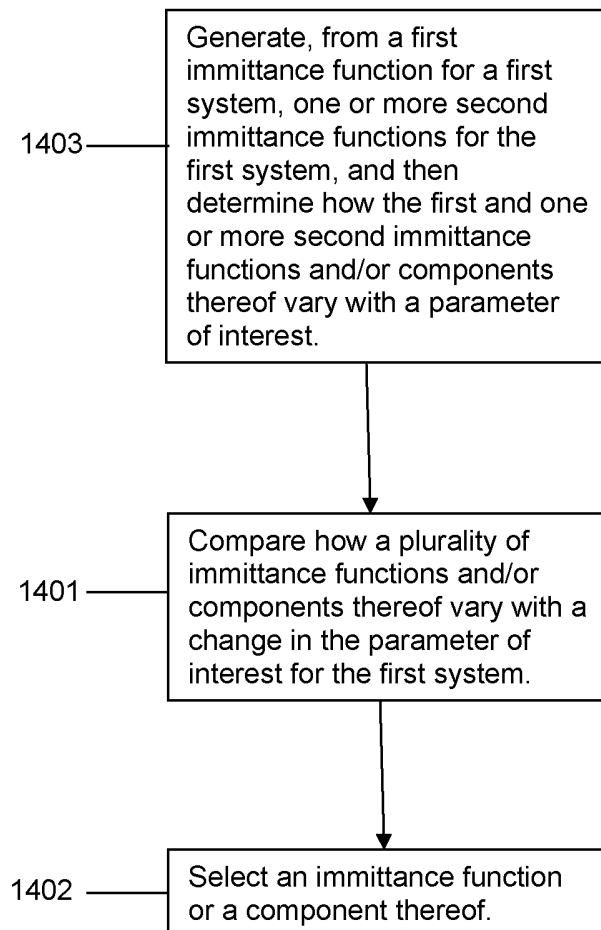 Generate, from a first
immittance function for a first
system, one or more second
immittance functions for the
first system, and then
determine how the first and one
or more second immittance
functions and/or components
thereof vary with a parameter
of interest.
1403
Compare how a plurality of
immittance functions and/or
components thereof vary with a
change in the parameter of
interest for the first system.
1401
Select an immittance function
or a component thereof.
1402